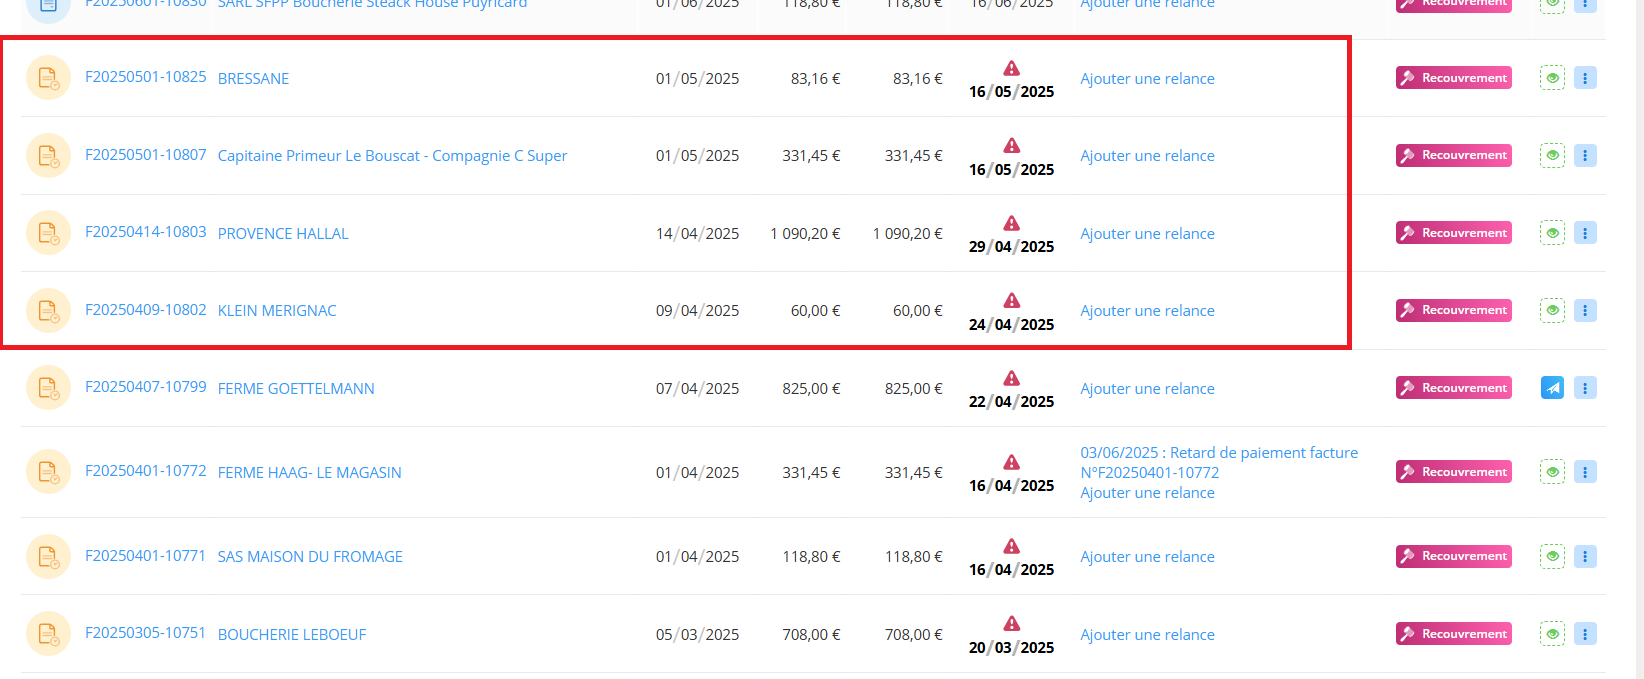 F20250601-10830 SARL SFPP Boucherie Steack House Puyricard 01/06/2025 118,80 € 118,80 € 16/06/2025 Ajouter une relance Recouvrement
F20250501-10825 BRESSANE 01/05/2025 83,16 € 83,16 € 16/05/2025 Ajouter une relance Recouvrement
F20250501-10807 Capitaine Primeur Le Bouscat - Compagnie C Super 01/05/2025 331,45 € 331,45 € 16/05/2025 Ajouter une relance Recouvrement
F20250414-10803 PROVENCE HALLAL 14/04/2025 1 090,20 € 1 090,20 € 29/04/2025 Ajouter une relance Recouvrement
F20250409-10802 KLEIN MERIGNAC 09/04/2025 60,00 € 60,00 € 24/04/2025 Ajouter une relance Recouvrement
F20250407-10799 FERME GOETTELMANN 07/04/2025 825,00 € 825,00 € 22/04/2025 Ajouter une relance Recouvrement
F20250401-10772 FERME HAAG- LE MAGASIN 01/04/2025 331,45 € 331,45 € 16/04/2025 03/06/2025 : Retard de paiement facture
N°F20250401-10772
Ajouter une relance Recouvrement
F20250401-10771 SAS MAISON DU FROMAGE 01/04/2025 118,80 € 118,80 € 16/04/2025 Ajouter une relance Recouvrement
F20250305-10751 BOUCHERIE LEBOEUF 05/03/2025 708,00 € 708,00 € 20/03/2025 Ajouter une relance Recouvrement